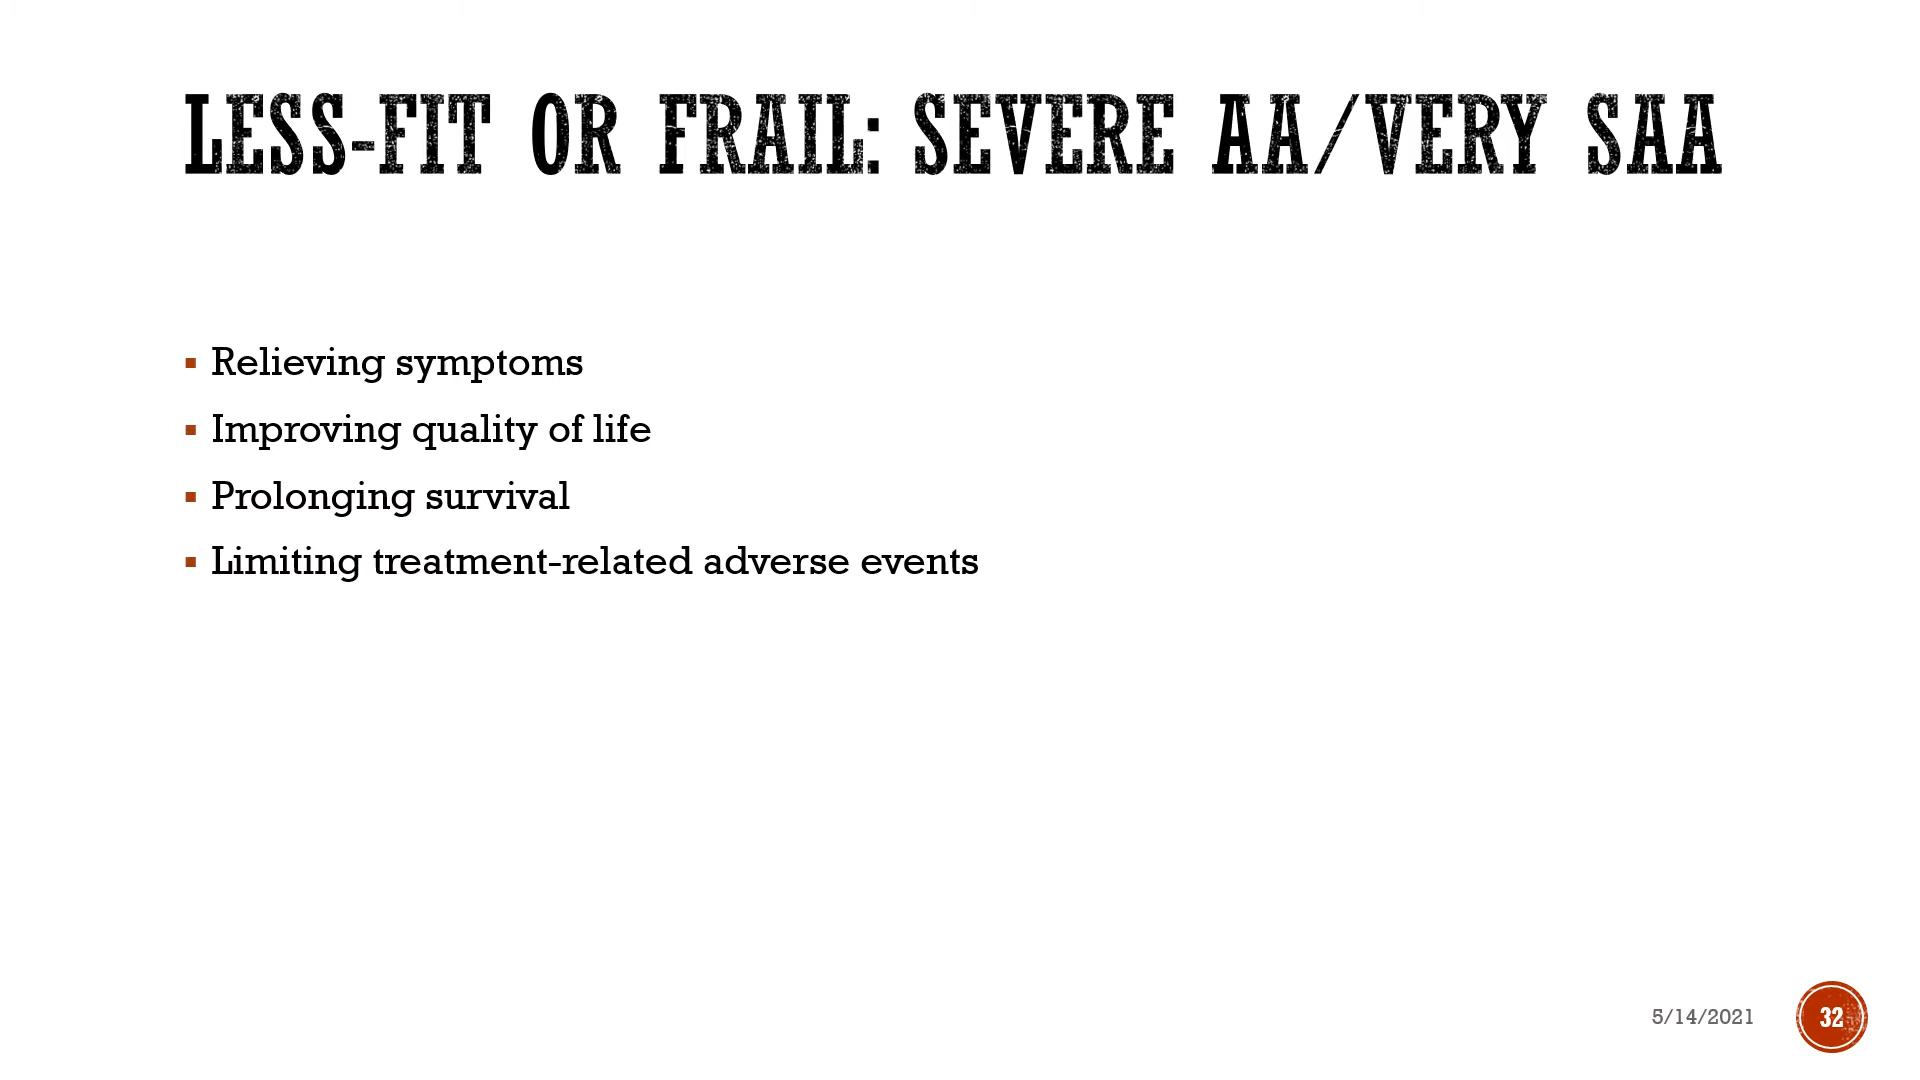 LESS-FIT OR FRAIL: SEVERE AA/VERY SAA
Relieving symptoms
Improving quality of life
Prolonging survival
Limiting treatment-related adverse events
5/14/2021
32